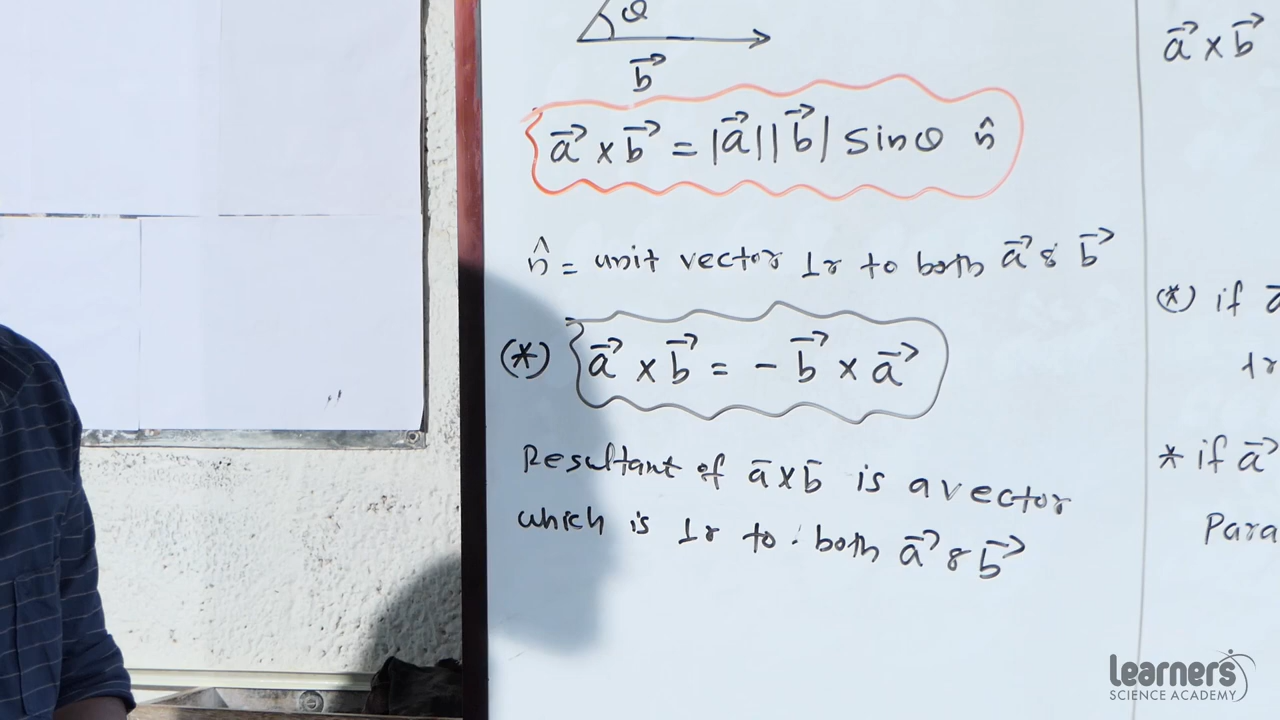 θ
b⃗
a⃗ × b⃗ = |a⃗||b⃗| sinθ n̂
n̂ = unit vector ⊥r to both a⃗ & b⃗
(*) a⃗ × b⃗ = - b⃗ × a⃗
Resultant of a̅ × b̅ is a vector
which is ⊥r to : both a⃗ & b⃗
a⃗ × b⃗
(*) if a⃗
⊥r
* if a⃗
Para
Learners
SCIENCE ACADEMY